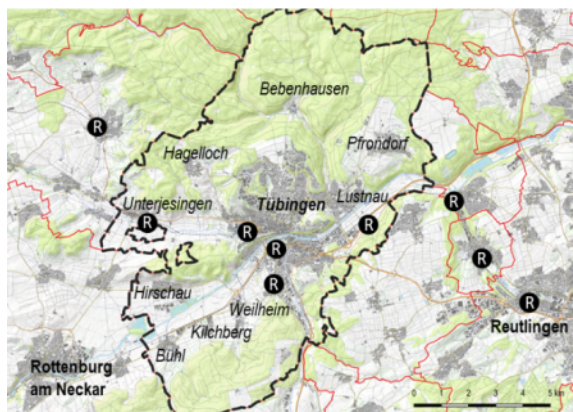 Bebenhausen
R
Pfrondorf
Hagelloch
Unterjesingen
R
Tübingen
Lustnau
R
R
R
R
R
R
Hirschau
Weilheim
R
Kilchberg
Reutlingen
Bühl
Rottenburg
am Neckar
0 1 2 3 4 5 km